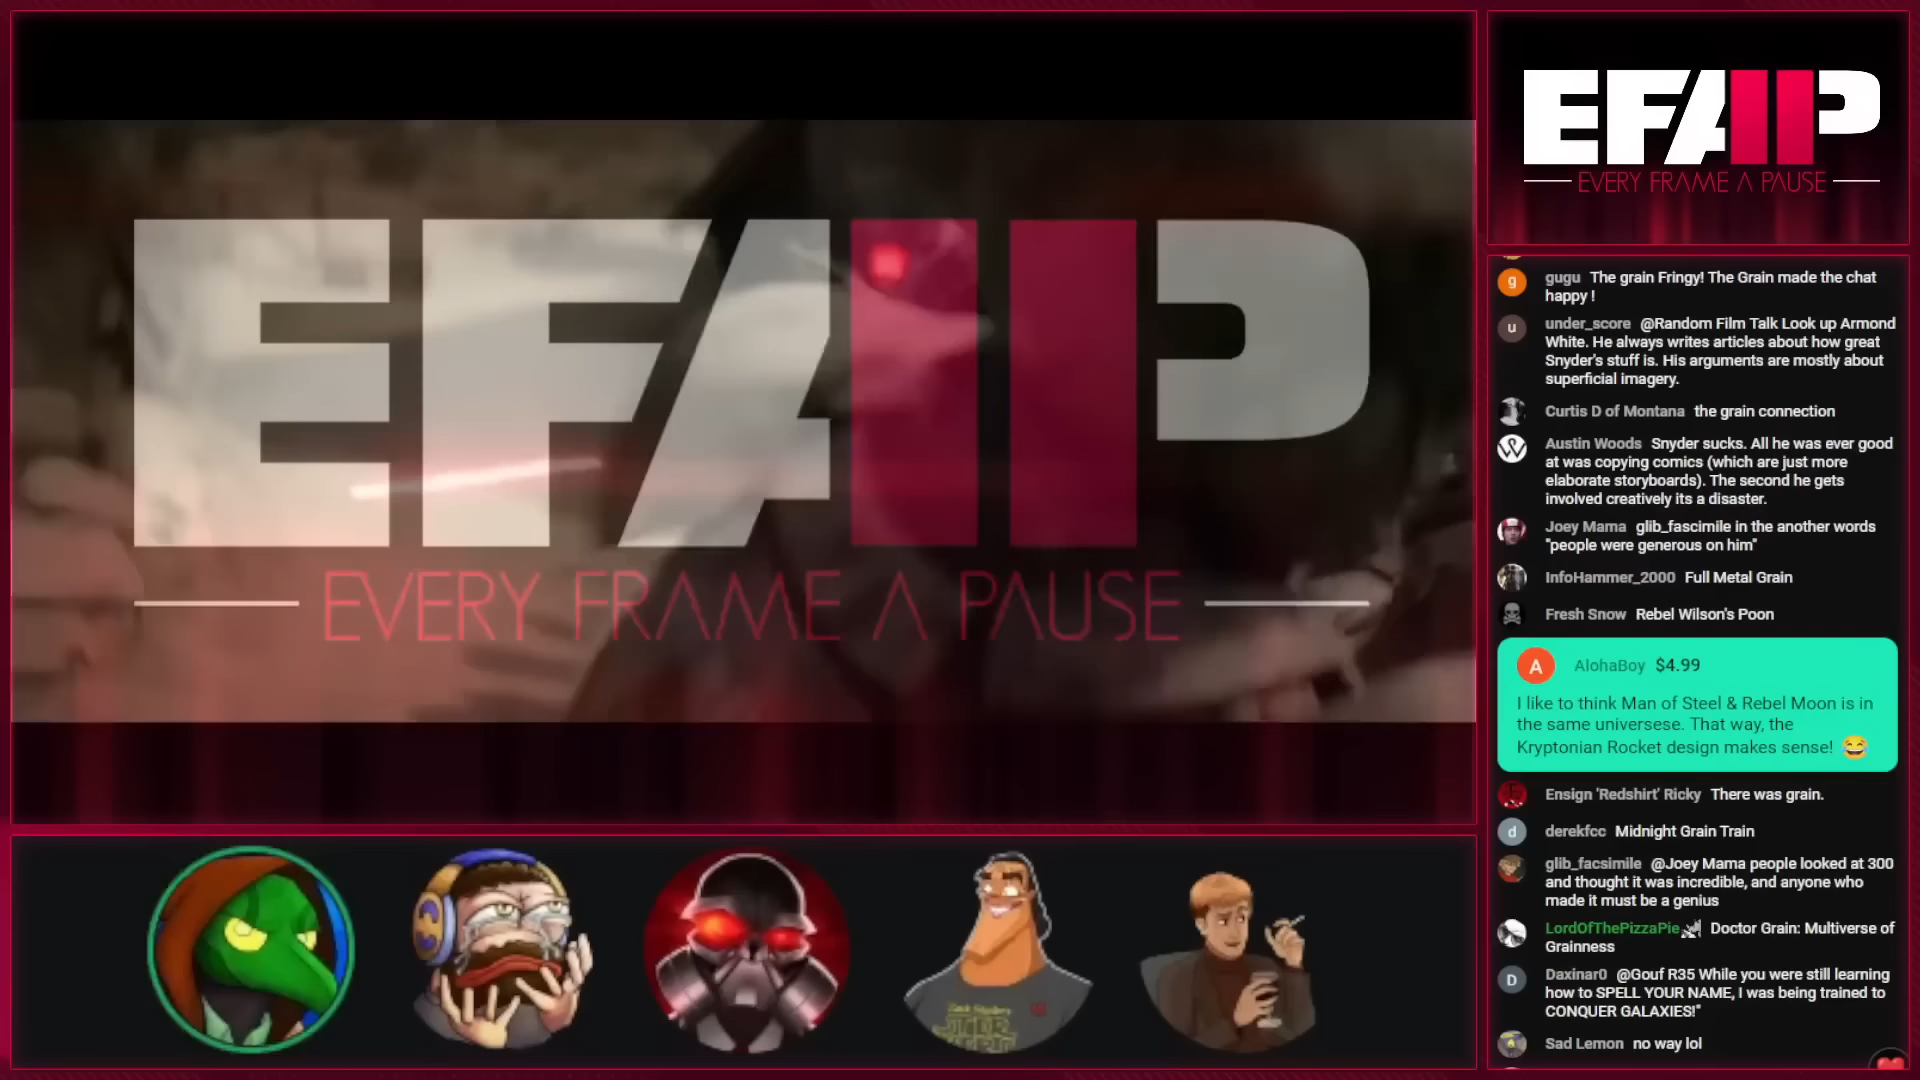 EFAP
EVERY FRAME A PAUSE
EFAP
EVERY FRAME A PAUSE
g gugu The grain Fringy! The Grain made the chat
happy !
u under_score @Random Film Talk Look up Armond
White. He always writes articles about how great
Snyder's stuff is. His arguments are mostly about
superficial imagery.
Curtis D of Montana the grain connection
Austin Woods Snyder sucks. All he was ever good
at was copying comics (which are just more
elaborate storyboards). The second he gets
involved creatively its a disaster.
Joey Mama glib_fascimile in the another words
"people were generous on him"
InfoHammer_2000 Full Metal Grain
Fresh Snow Rebel Wilson's Poon
A AlohaBoy $4.99
I like to think Man of Steel & Rebel Moon is in
the same universese. That way, the
Kryptonian Rocket design makes sense! 😂
Ensign 'Redshirt' Ricky There was grain.
d derekfcc Midnight Grain Train
glib_facsimile @Joey Mama people looked at 300
and thought it was incredible, and anyone who
made it must be a genius
LordOfThePizzaPie Doctor Grain: Multiverse of
Grainness
D Daxinar0 @Gouf R35 While you were still learning
how to SPELL YOUR NAME, I was being trained to
CONQUER GALAXIES!"
Sad Lemon no way lol